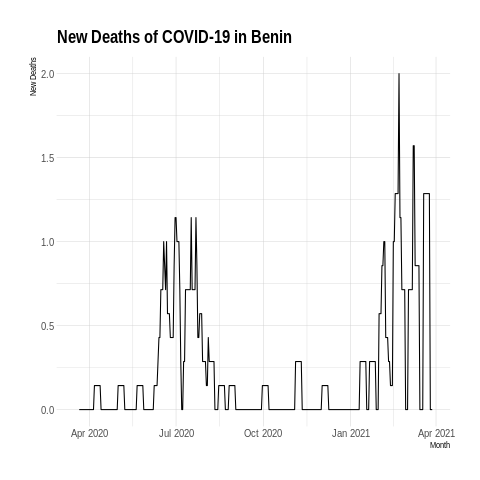 New Deaths of COVID-19 in Benin
New Deaths
2.0
1.5
1.0
0.5
0.0
Apr 2020 Jul 2020 Oct 2020 Jan 2021 Apr 2021
Month